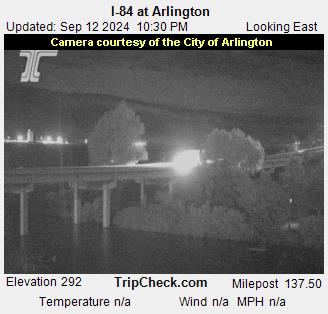 I-84 at Arlington
Updated: Sep 12 2024 10:30 PM Looking East
Camera courtesy of the City of Arlington
Elevation 292 TripCheck.com Milepost 137.50
Temperature n/a Wind n/a MPH n/a